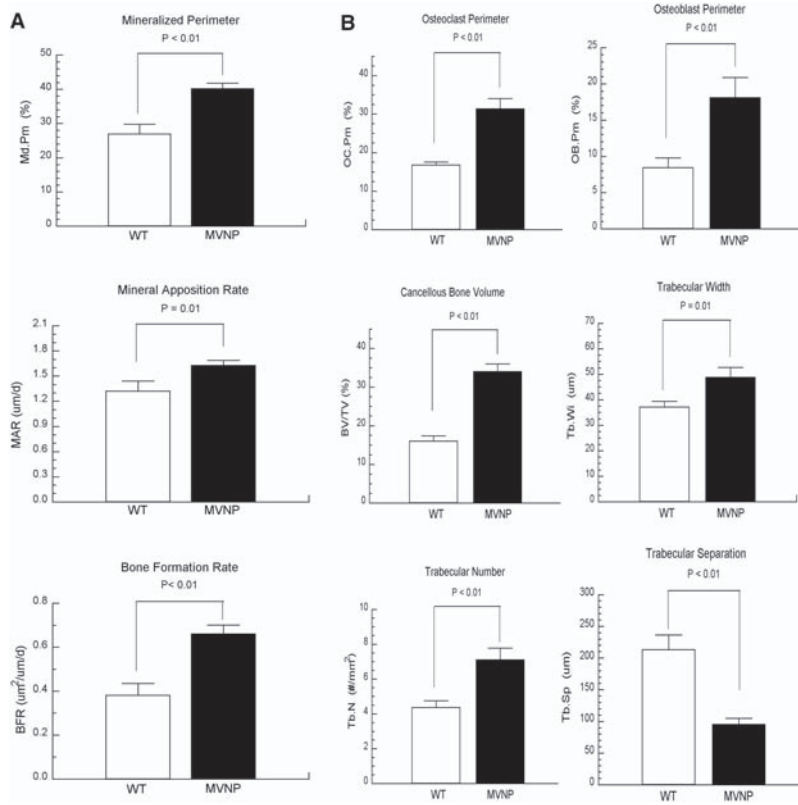 A
Mineralized Perimeter
P < 0.01
Md.Pm (%)
50
40
30
20
10
0
WT
MVNP
Mineral Apposition Rate
P = 0.01
MAR (um/d)
2.1
1.8
1.5
1.2
0.9
0.6
0.3
0.0
WT
MVNP
Bone Formation Rate
P< 0.01
BFR (um²/um/d)
0.8
0.6
0.4
0.2
0.0
WT
MVNP
B
Osteoclast Perimeter
P < 0.01
OC.Pm (%)
40
30
20
10
0
WT
MVNP
Osteoblast Perimeter
P < 0.01
OB.Pm (%)
25
20
15
10
5
0
WT
MVNP
Cancellous Bone Volume
P < 0.01
BV/TV (%)
40
30
20
10
0
WT
MVNP
Trabecular Width
P = 0.01
Tb.Wi (um)
70
60
50
40
30
20
10
0
WT
MVNP
Trabecular Number
P < 0.01
Tb.N (#/mm²)
10
8
6
4
2
0
WT
MVNP
Trabecular Separation
P < 0.01
Tb.Sp (um)
300
250
200
150
100
50
0
WT
MVNP